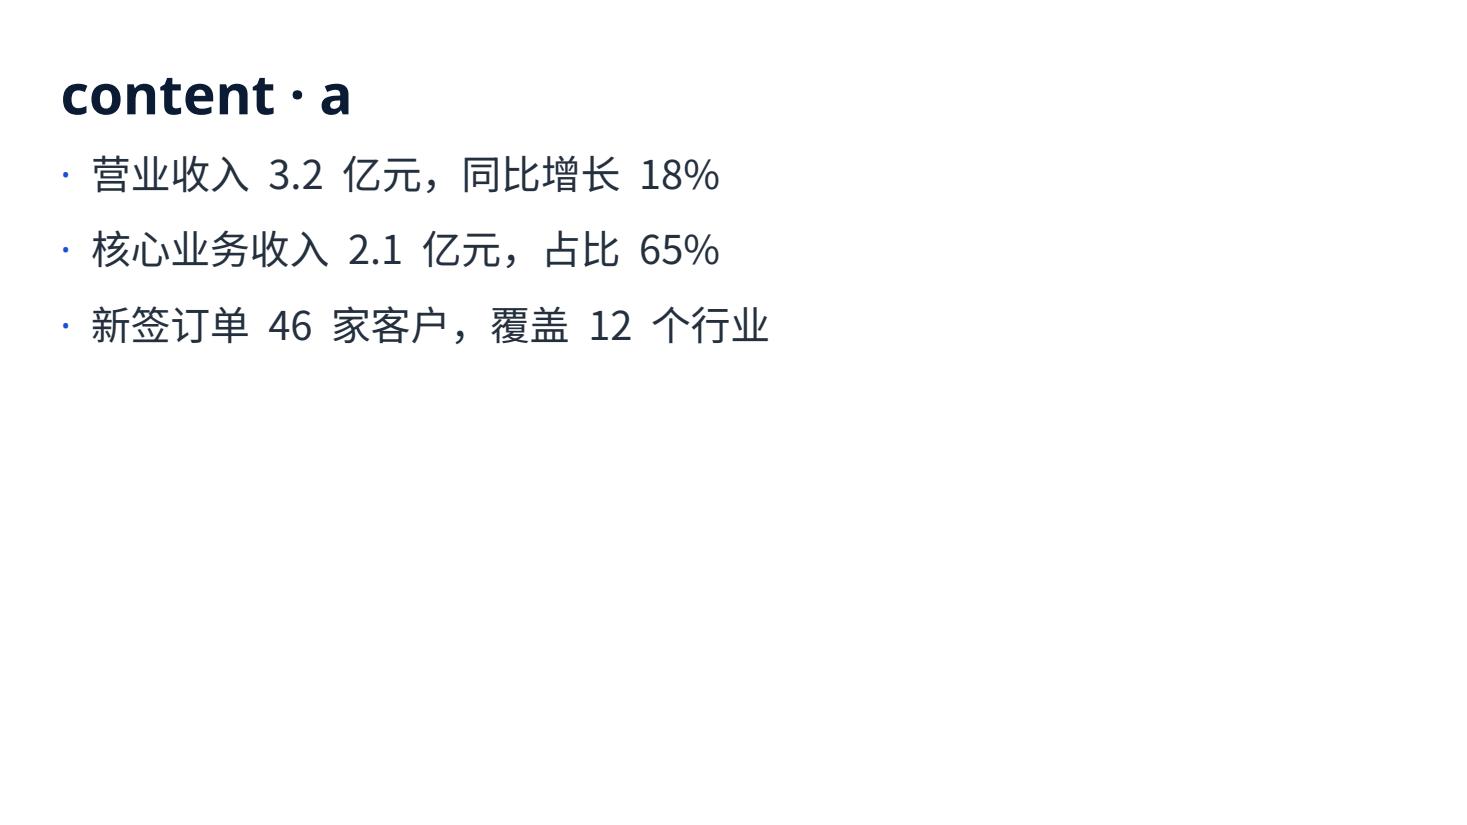 content · a
· 营业收入 3.2 亿元，同比增长 18%
· 核心业务收入 2.1 亿元，占比 65%
· 新签订单 46 家客户，覆盖 12 个行业